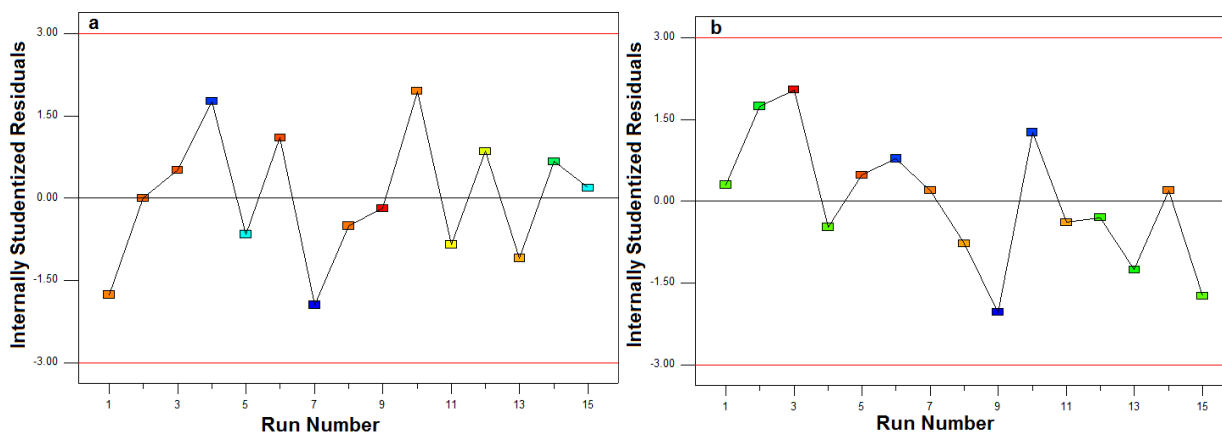 a
Internally Studentized Residuals
3.00
1.50
0.00
-1.50
-3.00
1 3 5 7 9 11 13 15
Run Number
b
Internally Studentized Residuals
3.00
1.50
0.00
-1.50
-3.00
1 3 5 7 9 11 13 15
Run Number